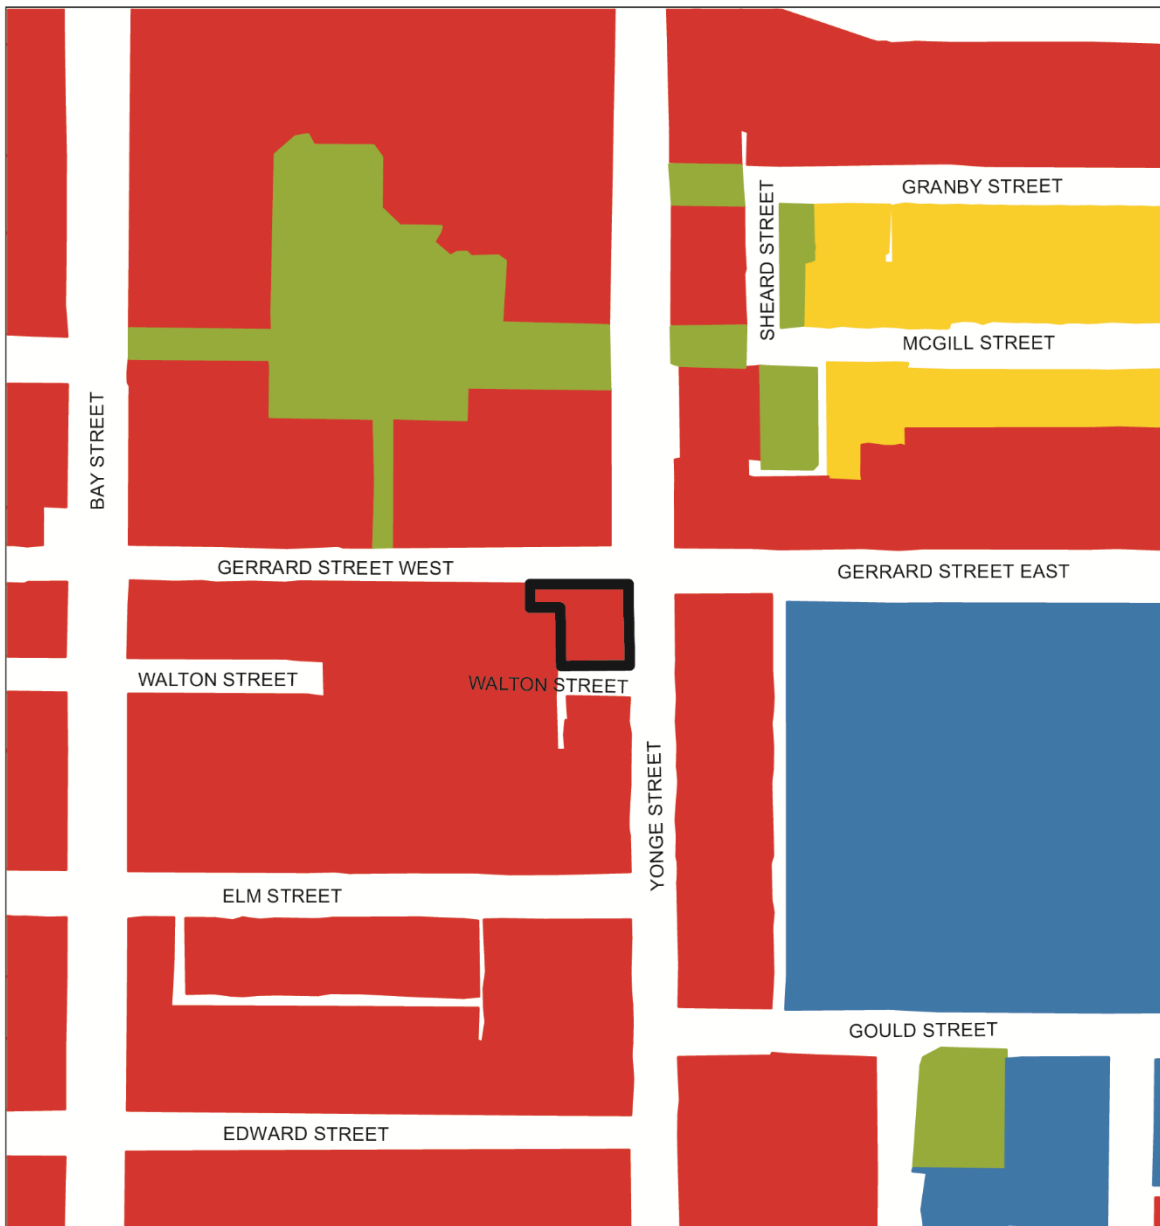 GRANBY STREET
SHEARD STREET
MCGILL STREET
BAY STREET
GERRARD STREET WEST
GERRARD STREET EAST
WALTON STREET
WALTON STREET
YONGE STREET
ELM STREET
GOULD STREET
EDWARD STREET